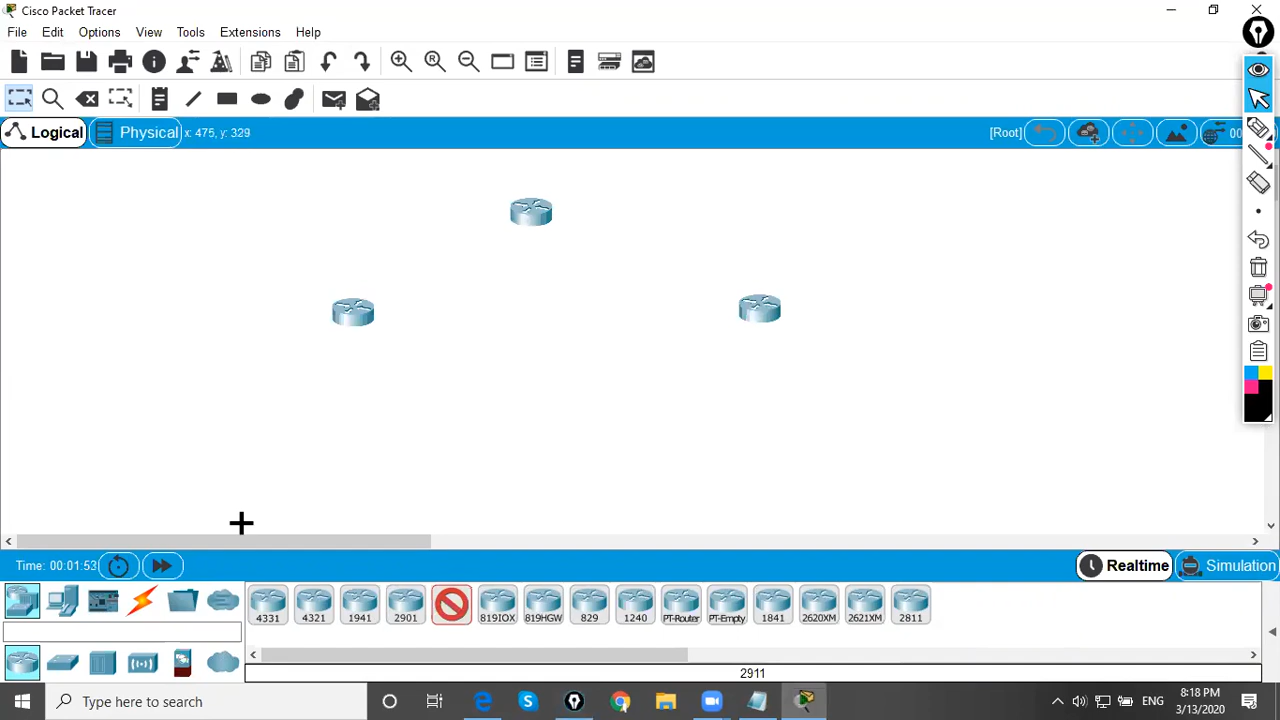 Cisco Packet Tracer
File Edit Options View Tools Extensions Help
Logical Physical x: 475, y: 329 [Root] 00
Time: 00:01:53 Realtime Simulation
4331 4321 1941 2901 819IOX 819HGW 829 1240 PT-Router PT-Empty 1841 2620XM 2621XM 2811
2911
Type here to search
ENG
8:18 PM
3/13/2020